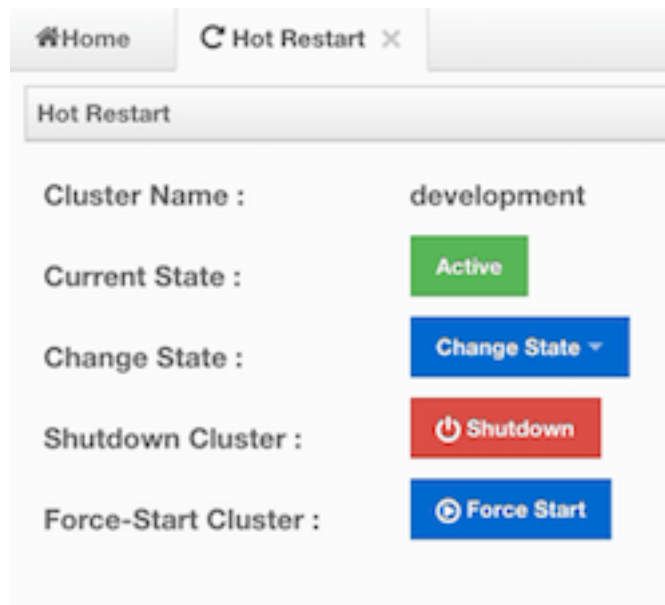 Home Hot Restart
Hot Restart
Cluster Name : development
Current State : Active
Change State : Change State
Shutdown Cluster : Shutdown
Force-Start Cluster : Force Start